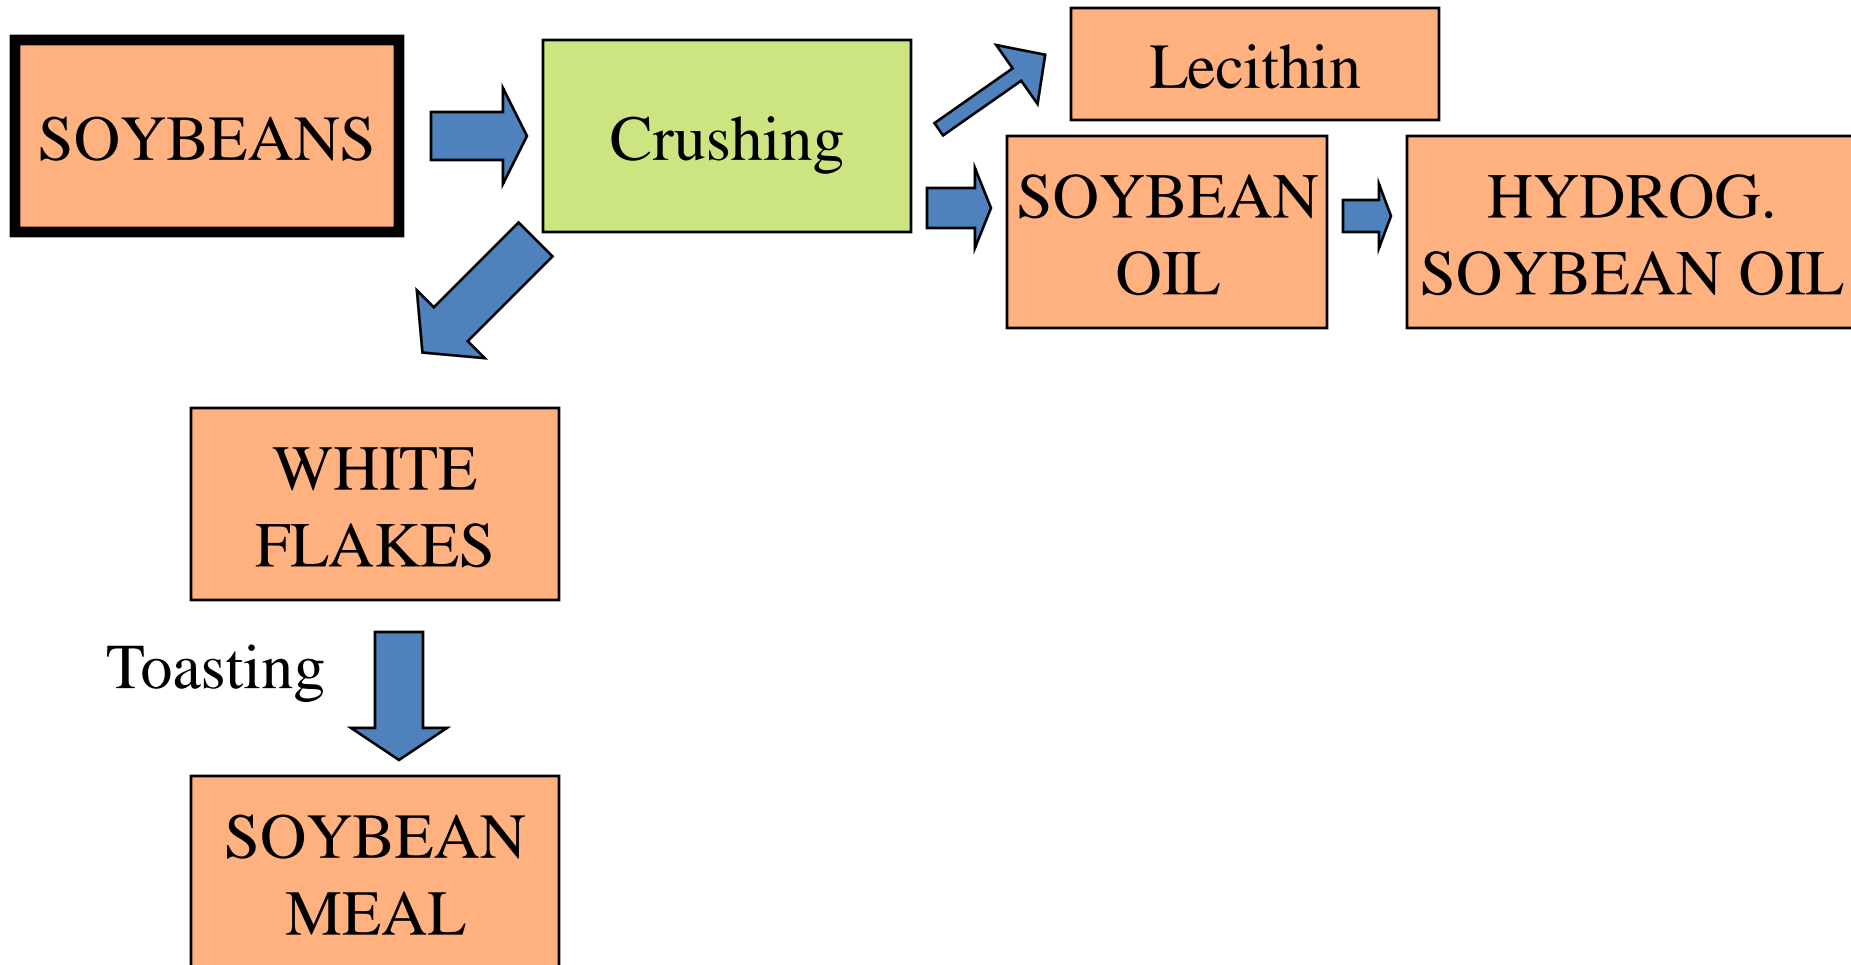 SOYBEANS
Crushing
Lecithin
SOYBEAN
OIL
HYDROG.
SOYBEAN OIL
WHITE
FLAKES
Toasting
SOYBEAN
MEAL